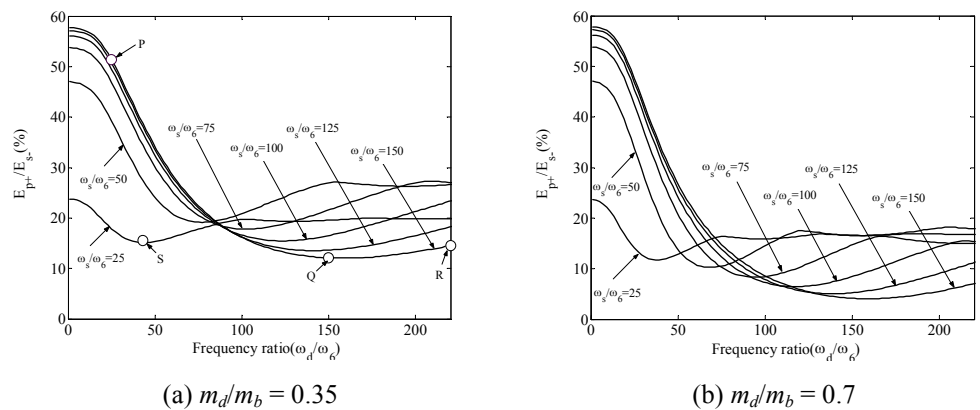 60
50
40
30
20
10
0
E_p+/E_s-(%)
P
ω_s/ω_6=75
ω_s/ω_6=125
ω_s/ω_6=100
ω_s/ω_6=150
ω_s/ω_6=50
ω_s/ω_6=25
S
Q
R
0 50 100 150 200
Frequency ratio(ω_d/ω_6)
(a) m_d/m_b = 0.35
60
50
40
30
20
10
0
E_p+/E_s-(%)
ω_s/ω_6=50
ω_s/ω_6=75
ω_s/ω_6=125
ω_s/ω_6=100
ω_s/ω_6=150
ω_s/ω_6=25
0 50 100 150 200
Frequency ratio(ω_d/ω_6)
(b) m_d/m_b = 0.7